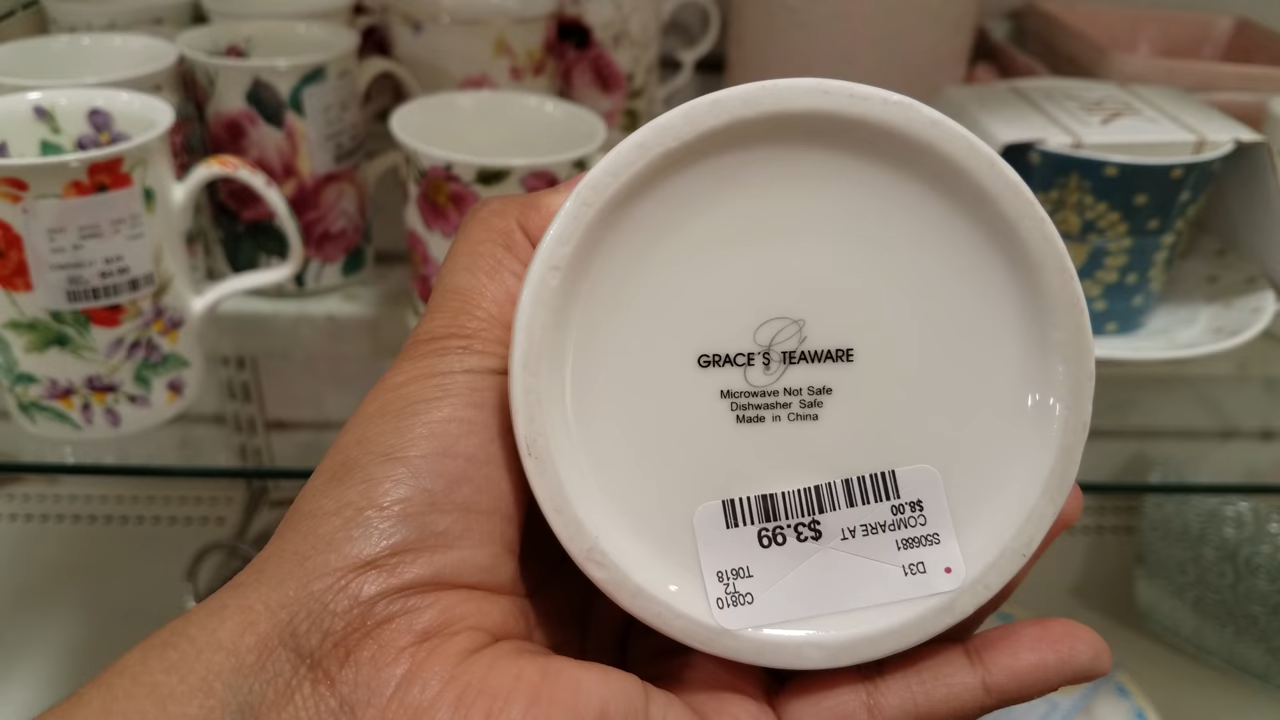 GRACE'S TEAWARE
Microwave Not Safe
Dishwasher Safe
Made in China
D31
S506881
COMPARE AT
$8.00
$3.99
C0810
T2
T0618